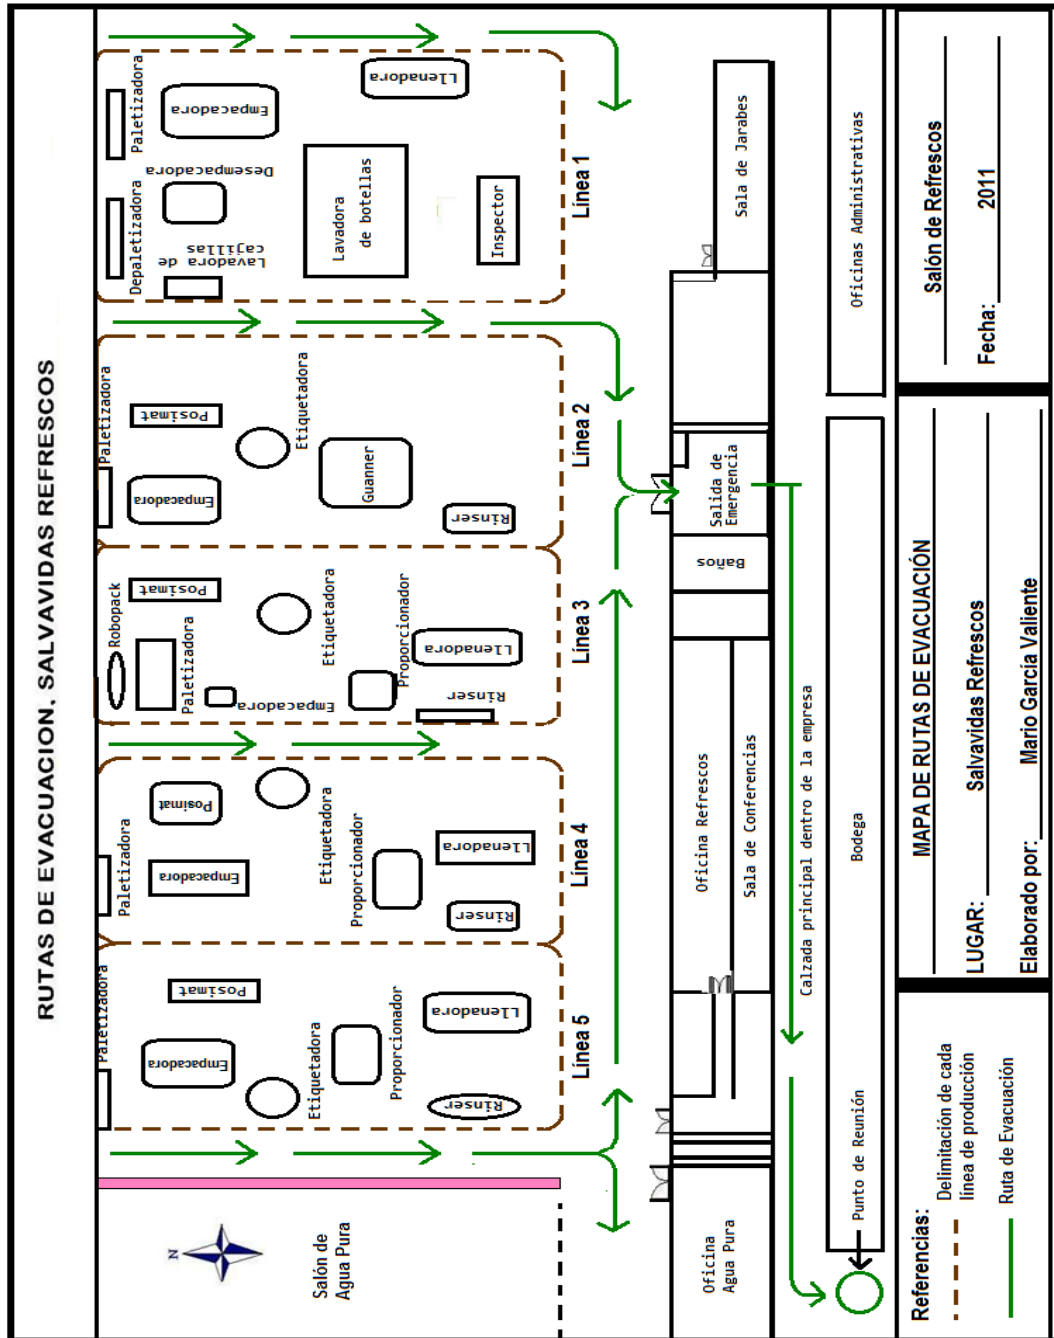 RUTAS DE EVACUACION, SALVAVIDAS REFRESCOS
Paletizadora
Posimat
Empacadora
Etiquetadora
Proporcionador
Llenadora
Rinser
Línea 5
Paletizadora
Posimat
Empacadora
Etiquetadora
Proporcionador
Llenadora
Rinser
Línea 4
Robopack
Posimat
Paletizadora
Etiquetadora
Empacadora
Proporcionador
Llenadora
Rinser
Línea 3
Paletizadora
Posimat
Empacadora
Etiquetadora
Guanner
Rinser
Línea 2
Depaletizadora
Paletizadora
Lavadora de
cajillas
Desempacadora
Empacadora
Lavadora
de botellas
Llenadora
Inspector
Línea 1
N
Salón de
Agua Pura
Oficina
Agua Pura
Oficina Refrescos
Sala de Conferencias
Baños
Salida de
Emergencia
Sala de Jarabes
Calzada principal dentro de la empresa
Punto de Reunión
Bodega
Oficinas Administrativas
Referencias:
Delimitación de cada
línea de producción
Ruta de Evacuación
MAPA DE RUTAS DE EVACUACIÓN
LUGAR: Salvavidas Refrescos
Elaborado por: Mario García Valiente
Salón de Refrescos
Fecha: 2011